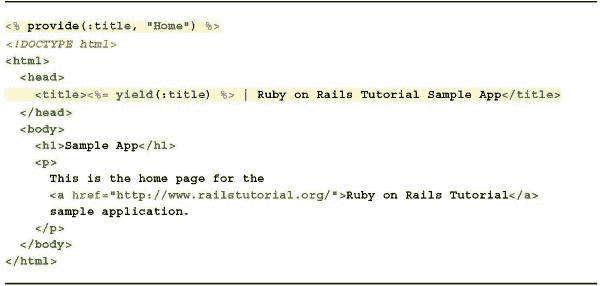 <% provide(:title, "Home") %>
<!DOCTYPE html>
<html>
  <head>
    <title><%= yield(:title) %> | Ruby on Rails Tutorial Sample App</title>
  </head>
  <body>
    <h1>Sample App</h1>
    <p>
      This is the home page for the
      <a href="http://www.railstutorial.org/">Ruby on Rails Tutorial</a>
      sample application.
    </p>
  </body>
</html>